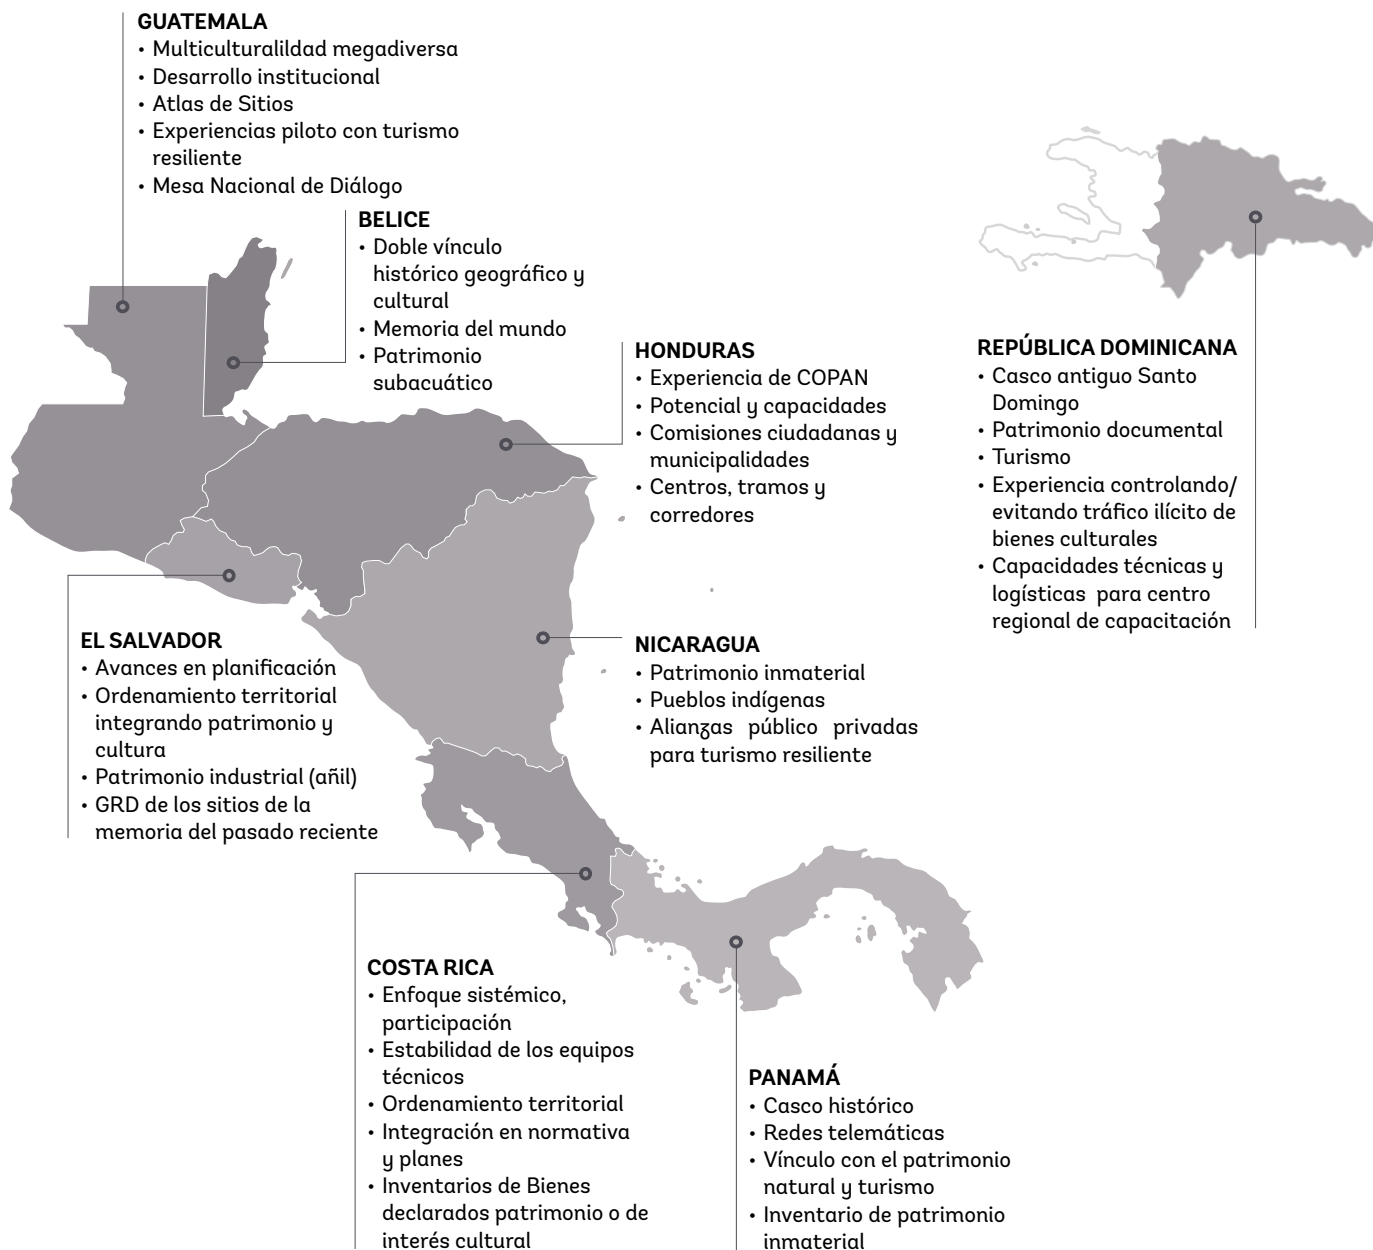 GUATEMALA
• Multiculturalildad megadiversa
• Desarrollo institucional
• Atlas de Sitios
• Experiencias piloto con turismo
resiliente
• Mesa Nacional de Diálogo
BELICE
• Doble vínculo
histórico geográfico y
cultural
• Memoria del mundo
• Patrimonio
subacuático
HONDURAS
• Experiencia de COPAN
• Potencial y capacidades
• Comisiones ciudadanas y
municipalidades
• Centros, tramos y
corredores
REPÚBLICA DOMINICANA
• Casco antiguo Santo
Domingo
• Patrimonio documental
• Turismo
• Experiencia controlando/
evitando tráfico ilícito de
bienes culturales
• Capacidades técnicas y
logísticas para centro
regional de capacitación
EL SALVADOR
• Avances en planificación
• Ordenamiento territorial
integrando patrimonio y
cultura
• Patrimonio industrial (añil)
• GRD de los sitios de la
memoria del pasado reciente
NICARAGUA
• Patrimonio inmaterial
• Pueblos indígenas
• Alianzas público privadas
para turismo resiliente
COSTA RICA
• Enfoque sistémico,
participación
• Estabilidad de los equipos
técnicos
• Ordenamiento territorial
• Integración en normativa
y planes
• Inventarios de Bienes
declarados patrimonio o de
interés cultural
PANAMÁ
• Casco histórico
• Redes telemáticas
• Vínculo con el patrimonio
natural y turismo
• Inventario de patrimonio
inmaterial